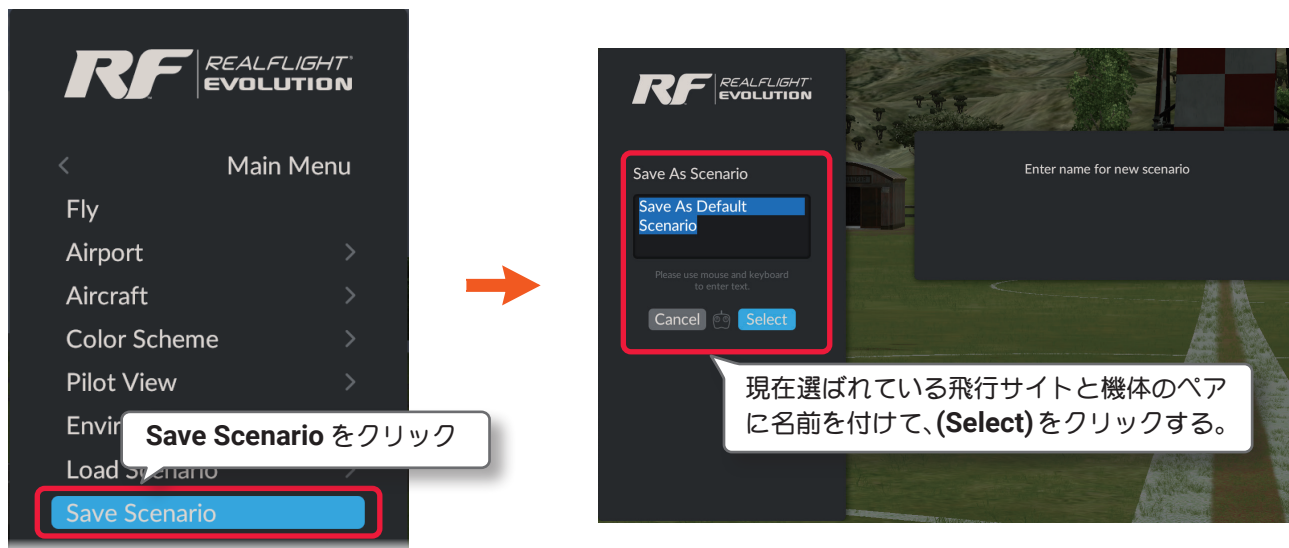 RF REALFLIGHT
EVOLUTION
< Main Menu
Fly
Airport >
Aircraft >
Color Scheme >
Pilot View >
Envir
Save Scenario をクリック
Load Scenario >
Save Scenario
RF REALFLIGHT
EVOLUTION
Save As Scenario
Save As Default
Scenario
Please use mouse and keyboard
to enter text.
Cancel Select
Enter name for new scenario
現在選ばれている飛行サイトと機体のペア
に名前を付けて、(Select)をクリックする。